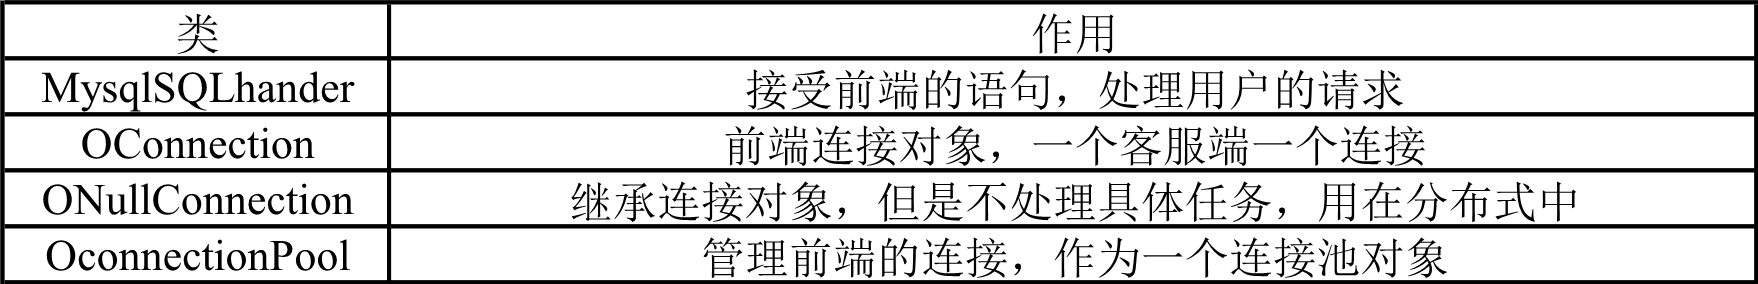 类 作用
MysqlSQLhander 接受前端的语句，处理用户的请求
OConnection 前端连接对象，一个客服端一个连接
ONullConnection 继承连接对象，但是不处理具体任务，用在分布式中
OconnectionPool 管理前端的连接，作为一个连接池对象